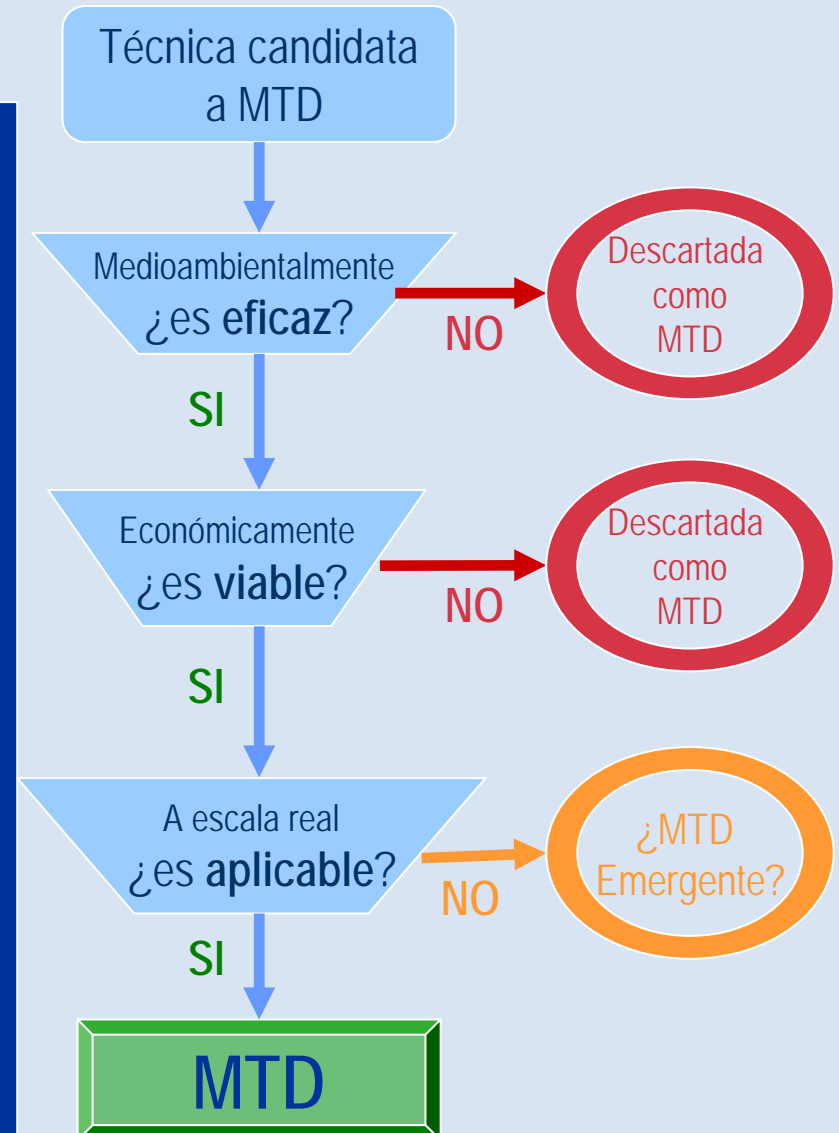 Técnica candidata
a MTD
Medioambientalmente
¿es eficaz?
NO
Descartada
como
MTD
SI
Económicamente
¿es viable?
NO
Descartada
como
MTD
SI
A escala real
¿es aplicable?
NO
¿MTD
Emergente?
SI
MTD